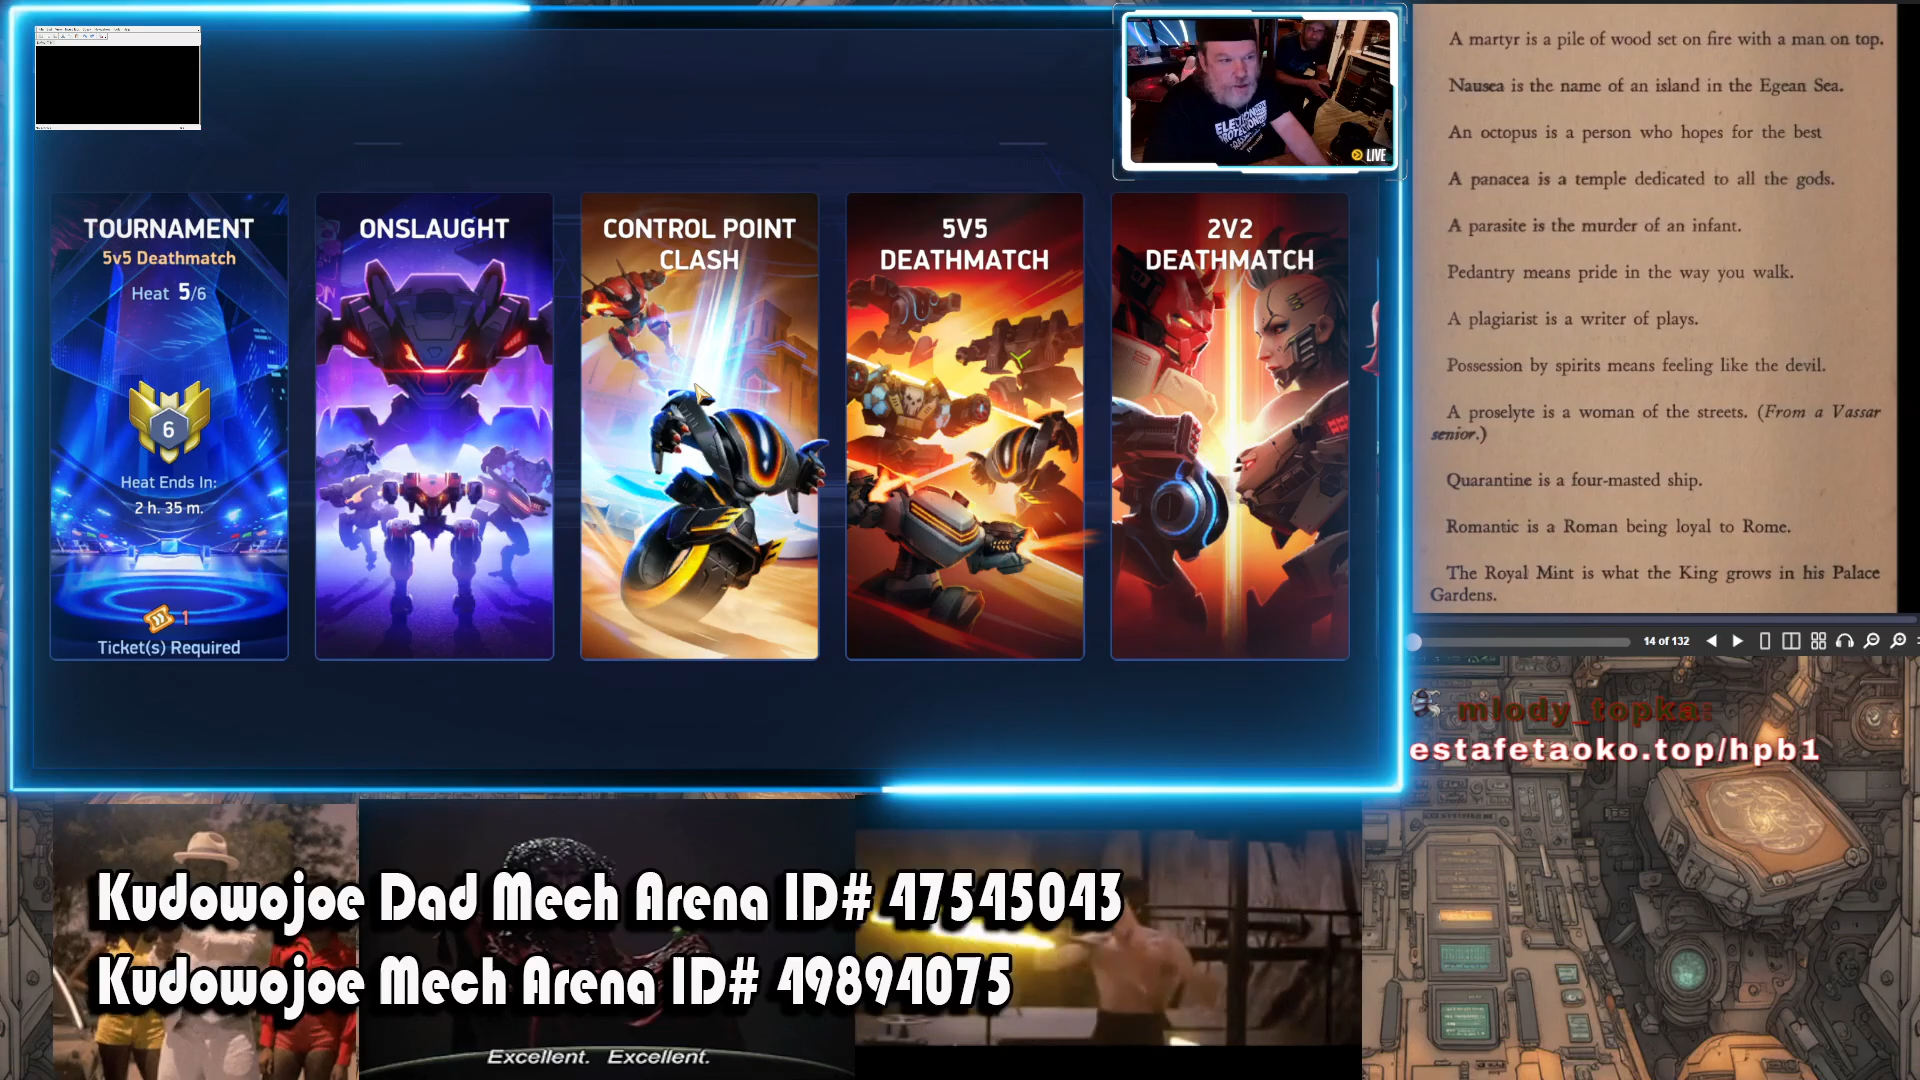 TOURNAMENT
5v5 Deathmatch
Heat 5/6
6
Heat Ends In:
2 h. 35 m.
1
Ticket(s) Required
ONSLAUGHT
CONTROL POINT
CLASH
5V5
DEATHMATCH
2V2
DEATHMATCH
LIVE
A martyr is a pile of wood set on fire with a man on top.
Nausea is the name of an island in the Egean Sea.
An octopus is a person who hopes for the best
A panacea is a temple dedicated to all the gods.
A parasite is the murder of an infant.
Pedantry means pride in the way you walk.
A plagiarist is a writer of plays.
Possession by spirits means feeling like the devil.
A proselyte is a woman of the streets. (From a Vassar
senior.)
Quarantine is a four-masted ship.
Romantic is a Roman being loyal to Rome.
The Royal Mint is what the King grows in his Palace
Gardens.
14 of 132
mlody_topka:
estafetaoko.top/hpb1
Kudowojoe Dad Mech Arena ID# 47545043
Kudowojoe Mech Arena ID# 49894075
Excellent. Excellent.